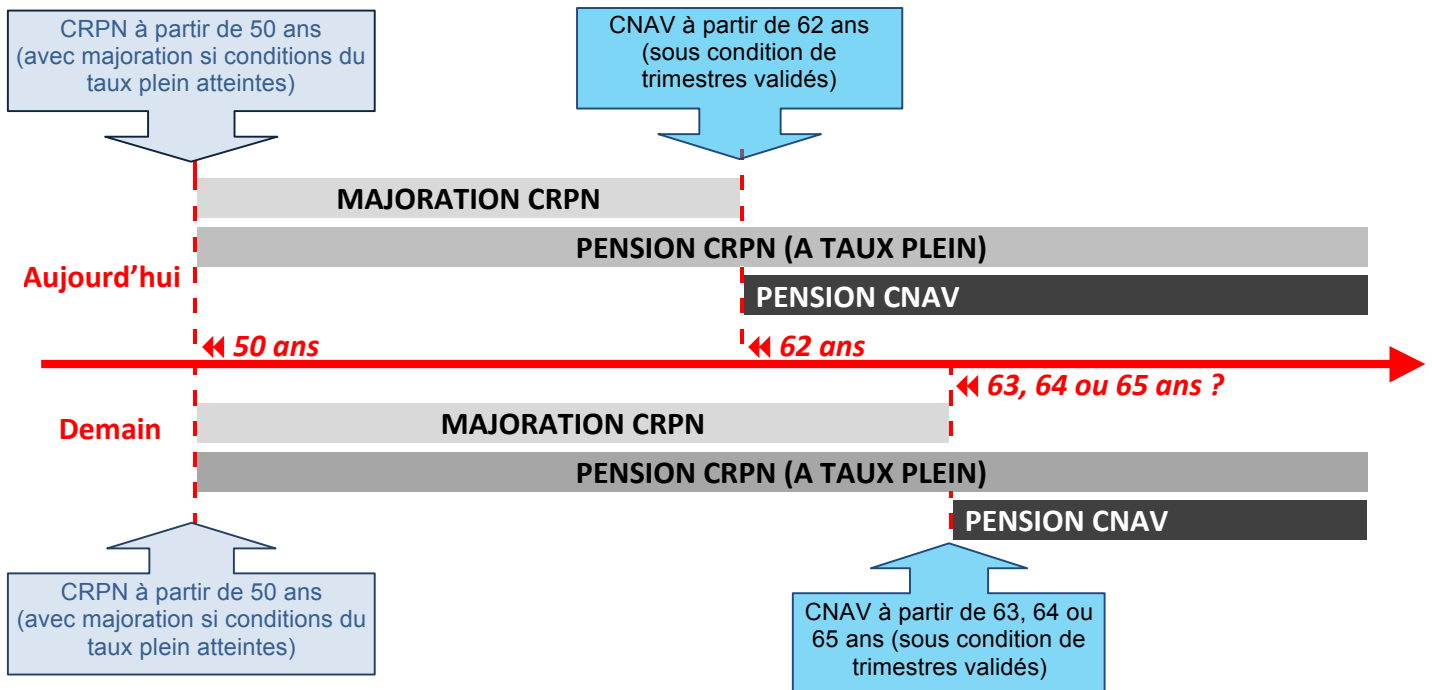 CRPN à partir de 50 ans
(avec majoration si conditions du
taux plein atteintes)
CNAV à partir de 62 ans
(sous condition de
trimestres validés)
MAJORATION CRPN
PENSION CRPN (A TAUX PLEIN)
Aujourd’hui
PENSION CNAV
50 ans
62 ans
63, 64 ou 65 ans ?
Demain
MAJORATION CRPN
PENSION CRPN (A TAUX PLEIN)
PENSION CNAV
CRPN à partir de 50 ans
(avec majoration si conditions du
taux plein atteintes)
CNAV à partir de 63, 64 ou
65 ans (sous condition de
trimestres validés)